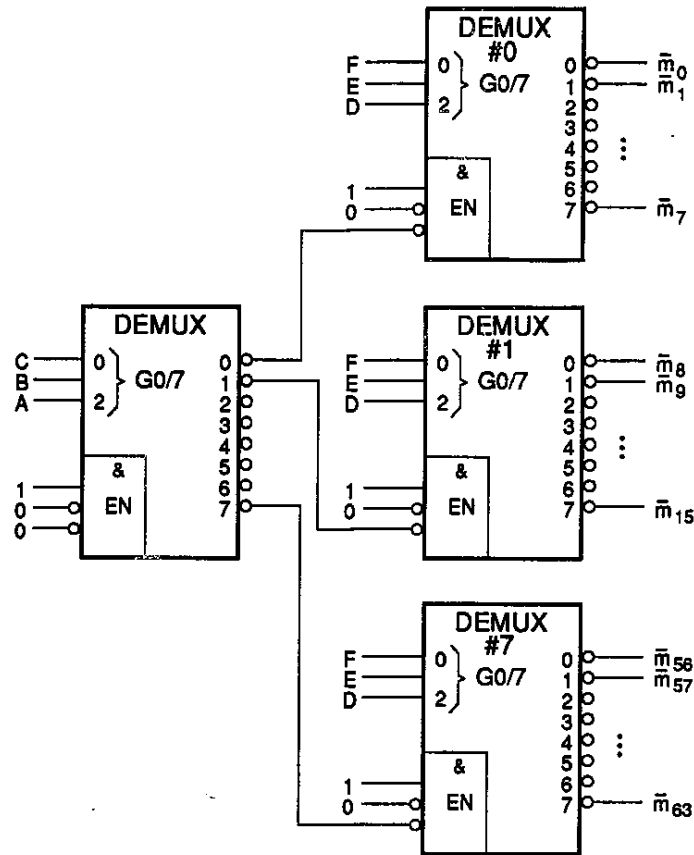 DEMUX
#0
F 0 G0/7 0 m̄0
E 1 m̄1
D 2 2
3
4 ...
& 5
1 6
0 EN 7 m̄7
DEMUX
C 0 G0/7 0
B 1
A 2 2
3
4
& 5
1 6
0 EN 7
0
DEMUX
#1
F 0 G0/7 0 m̄8
E 1 m̄9
D 2 2
3
4 ...
& 5
1 6
0 EN 7 m̄15
DEMUX
#7
F 0 G0/7 0 m̄56
E 1 m̄57
D 2 2
3
4 ...
& 5
1 6
0 EN 7 m̄63